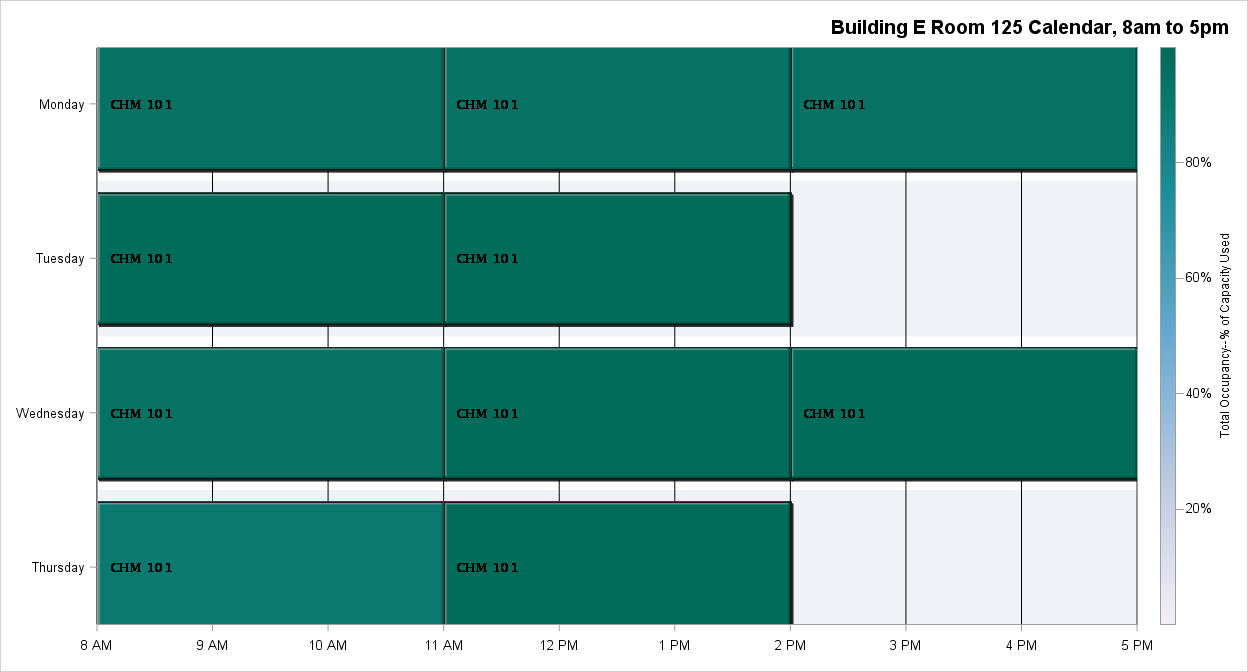 Building E Room 125 Calendar, 8am to 5pm
Monday
CHM 101
CHM 101
CHM 101
Tuesday
CHM 101
CHM 101
Wednesday
CHM 101
CHM 101
CHM 101
Thursday
CHM 101
CHM 101
8 AM
9 AM
10 AM
11 AM
12 PM
1 PM
2 PM
3 PM
4 PM
5 PM
80%
60%
40%
20%
Total Occupancy--% of Capacity Used